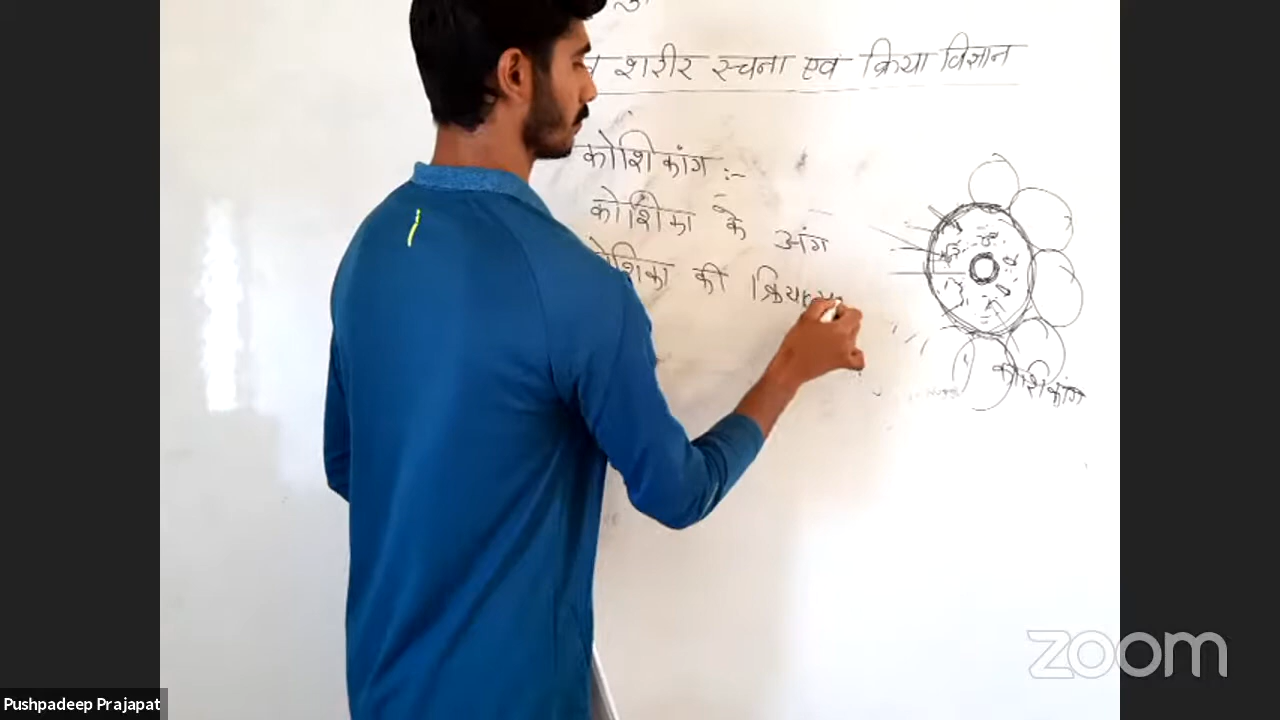 शरीर रचना एवं क्रिया विज्ञान
कोशिकांग :-
कोशिका के अंग
कोशिका की
कोशिकांग
zoom
Pushpadeep Prajapat